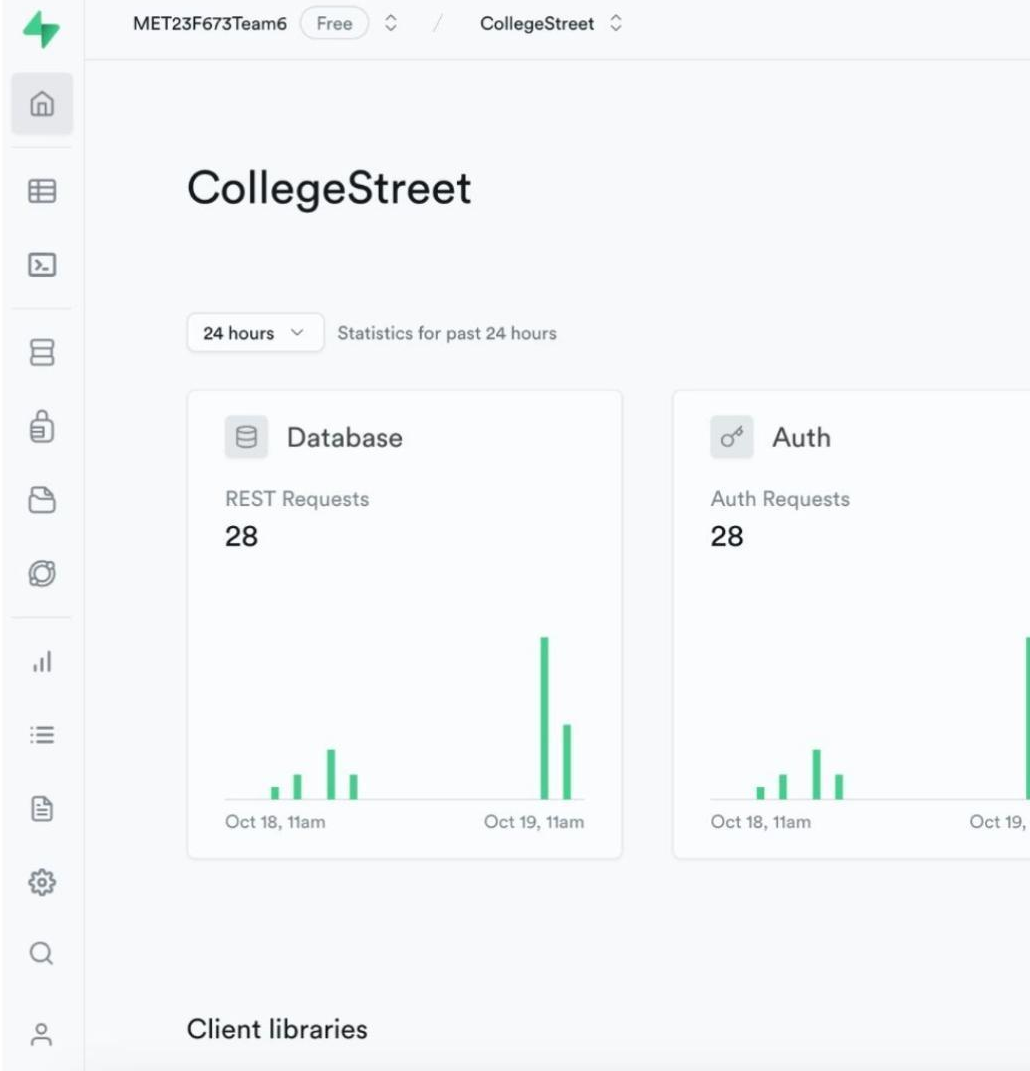 MET23F673Team6 Free / CollegeStreet
CollegeStreet
24 hours Statistics for past 24 hours
Database
REST Requests
28
Oct 18, 11am Oct 19, 11am
Auth
Auth Requests
28
Oct 18, 11am Oct 19,
Client libraries